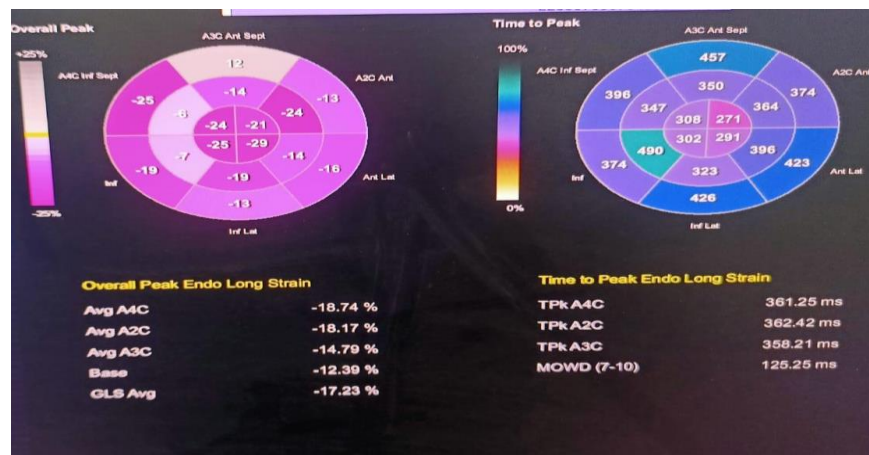 Overall Peak
+25%
-25%
A3C Ant Sept
A4C Inf Sept
A2C Ant
Inf
Ant Lat
Inf Lat
12
-25
-14
-13
-6
-24
-24
-21
-25
-29
-7
-14
-19
-19
-16
-13
Time to Peak
100%
0%
A3C Ant Sept
A4C Inf Sept
A2C Ant
Inf
Ant Lat
Inf Lat
457
396
350
374
347
364
308
271
302
291
490
396
374
323
423
426
Overall Peak Endo Long Strain
Avg A4C -18.74 %
Avg A2C -18.17 %
Avg A3C -14.79 %
Base -12.39 %
GLS Avg -17.23 %
Time to Peak Endo Long Strain
TPk A4C 361.25 ms
TPk A2C 362.42 ms
TPk A3C 358.21 ms
MOWD (7-10) 125.25 ms